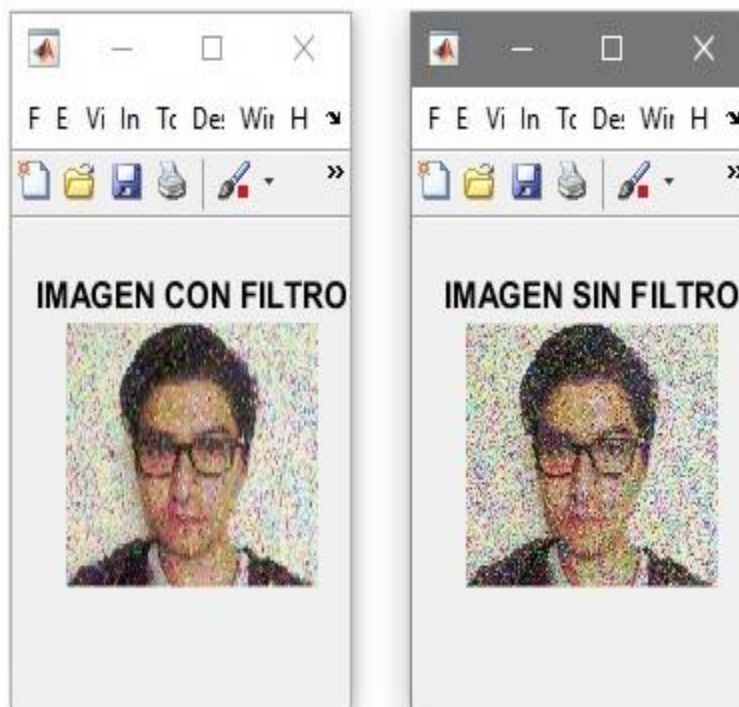 F E Vi In Tc De: Wir H
IMAGEN CON FILTRO
F E Vi In Tc De: Wir H
IMAGEN SIN FILTRO